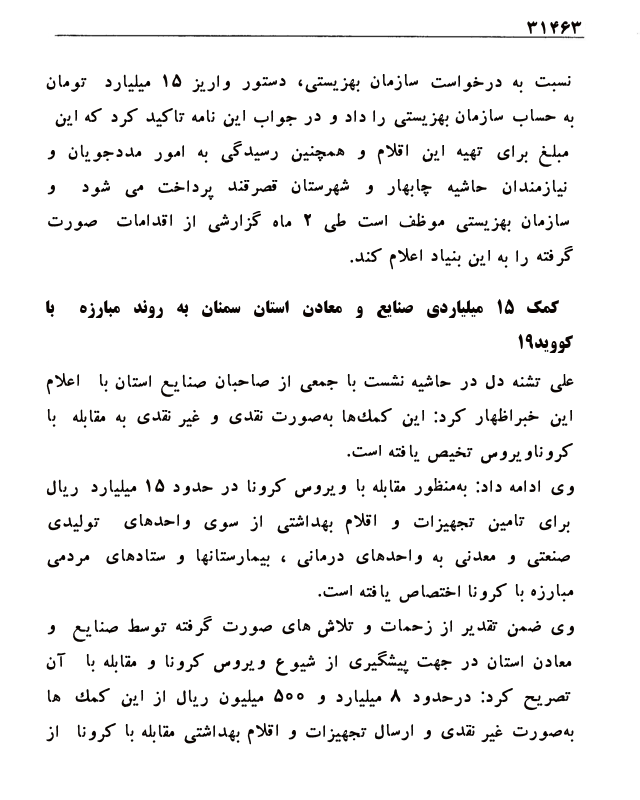 ۳۱۴۶۳
نسبت به درخواست سازمان بهزیستی، دستور واریز ۱۵ میلیارد تومان
به حساب سازمان بهزیستی را داد و در جواب این نامه تاکید کرد که این
مبلغ برای تهیه این اقلام و همچنین رسیدگی به امور مددجویان و
نیازمندان حاشیه چابهار و شهرستان قصرقند پرداخت می شود و
سازمان بهزیستی موظف است طی ۲ ماه گزارشی از اقدامات صورت
گرفته را به این بنیاد اعلام کند.
کمک ۱۵ میلیاردی صنایع و معادن استان سمنان به روند مبارزه با
کووید۱۹
علی تشنه دل در حاشیه نشست با جمعی از صاحبان صنایع استان با اعلام
این خبراظهار کرد: این کمک‌ها به‌صورت نقدی و غیر نقدی به مقابله با
کروناویروس تخیص یافته است.
وی ادامه داد: به‌منظور مقابله با ویروس کرونا در حدود ۱۵ میلیارد ریال
برای تامین تجهیزات و اقلام بهداشتی از سوی واحدهای تولیدی
صنعتی و معدنی به واحدهای درمانی ، بیمارستانها و ستادهای مردمی
مبارزه با کرونا اختصاص یافته است.
وی ضمن تقدیر از زحمات و تلاش های صورت گرفته توسط صنایع و
معادن استان در جهت پیشگیری از شیوع ویروس کرونا و مقابله با آن
تصریح کرد: درحدود ۸ میلیارد و ۵۰۰ میلیون ریال از این کمک ها
به‌صورت غیر نقدی و ارسال تجهیزات و اقلام بهداشتی مقابله با کرونا از